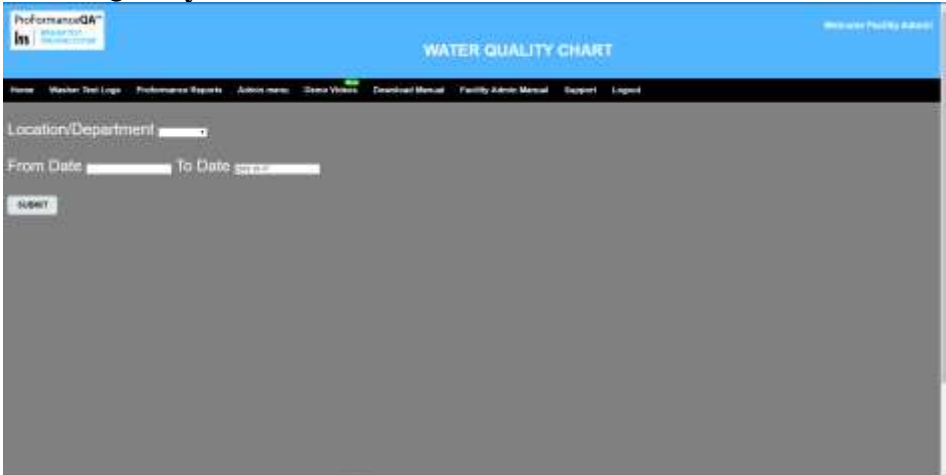 ProFormanceQA™
WATER QUALITY CHART
Welcome Facility Admin!
Home Washer Test Logs Proformance Reports Admin menu Demo Videos Download Manual Facility Admin Manual Support Logout
Location/Department
From Date To Date
SUBMIT